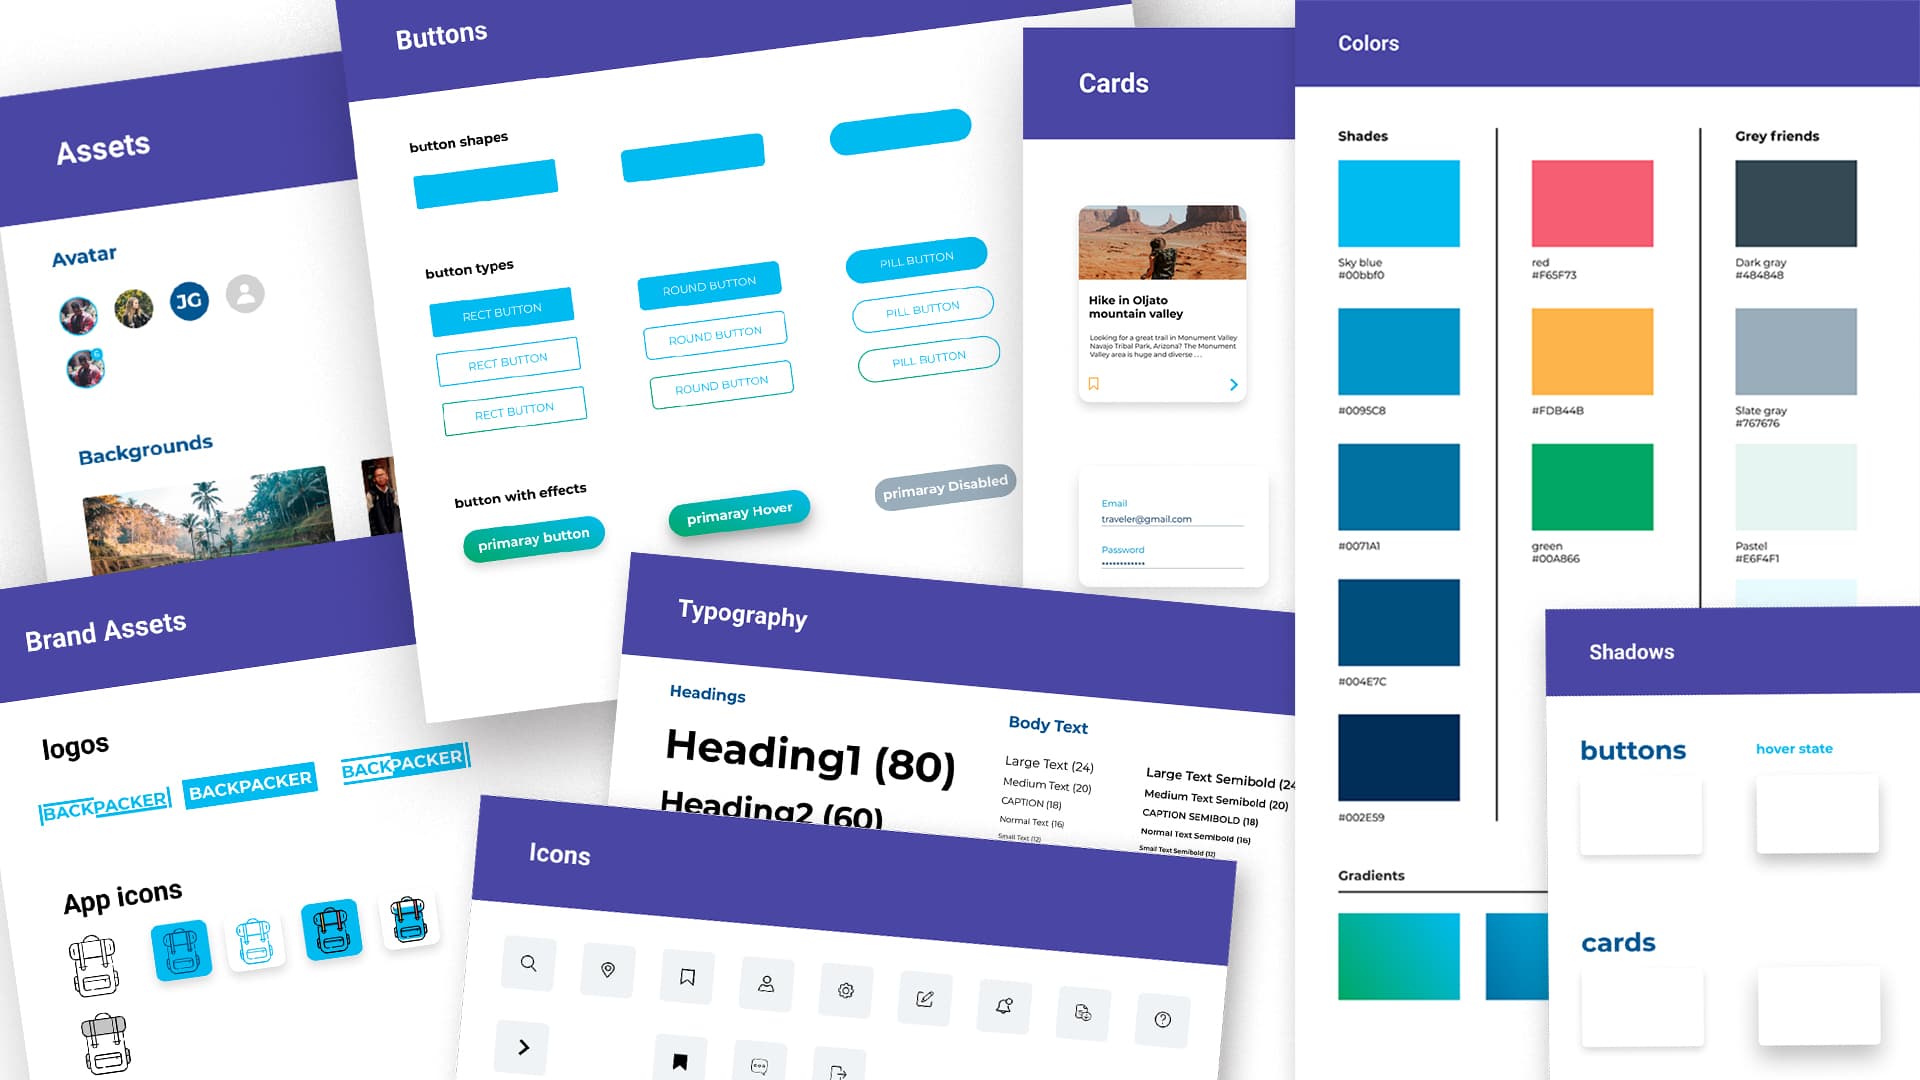 Assets
Avatar
JG
Backgrounds
Buttons
button shapes
button types
RECT BUTTON
ROUND BUTTON
PILL BUTTON
RECT BUTTON
ROUND BUTTON
PILL BUTTON
RECT BUTTON
ROUND BUTTON
PILL BUTTON
button with effects
primaray button
primaray Hover
primaray Disabled
Cards
Hike in Oljato
mountain valley
Looking for a great trail in Monument Valley
Navajo Tribal Park, Arizona? The Monument
Valley area is huge and diverse . . .
Email
traveler@gmail.com
Password
••••••••••••
Colors
Shades
Sky blue
#00bbf0
#0095C8
#0071A1
#004E7C
#002E59
red
#F65F73
#FDB44B
green
#00A866
Grey friends
Dark gray
#484848
Slate gray
#767676
Pastel
#E6F4F1
Gradients
Brand Assets
logos
BACKPACKER
BACKPACKER
BACKPACKER
App icons
Typography
Headings
Heading1 (80)
Heading2 (60)
Body Text
Large Text (24)
Medium Text (20)
CAPTION (18)
Normal Text (16)
Small Text (12)
Large Text Semibold (24
Medium Text Semibold (20)
CAPTION SEMIBOLD (18)
Normal Text Semibold (16)
Small Text Semibold (12)
Icons
Shadows
buttons
hover state
cards